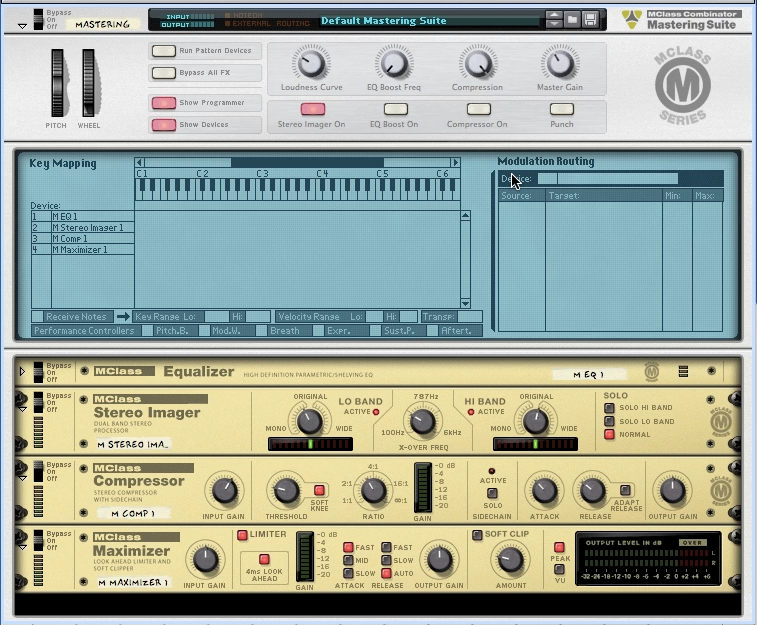 Bypass
On
Off
MASTERING
INPUT
OUTPUT
MOTECH
EXTERNAL ROUTING
Default Mastering Suite
MClass Combinator
Mastering Suite
PITCH
WHEEL
Run Pattern Devices
Bypass All FX
Show Programmer
Show Devices
Loudness Curve
EQ Boost Freq
Compression
Master Gain
Stereo Imager On
EQ Boost On
Compressor On
Punch
MCLASS
M
SERIES
Key Mapping
C1 C2 C3 C4 C5 C6
Device:
1 M EQ 1
2 M Stereo Imager 1
3 M Comp 1
4 M Maximizer 1
Receive Notes
Key Range Lo: Hi:
Velocity Range Lo: Hi:
Transp:
Performance Controllers
Pitch.B.
Mod.W.
Breath
Expr.
Sust.P.
Aftert.
Modulation Routing
Device:
Source: Target: Min: Max:
Bypass
On
Off
MClass Equalizer
HIGH DEFINITION PARAMETRIC/SHELVING EQ
M EQ 1
Bypass
On
Off
MClass
Stereo Imager
DUAL BAND STEREO
PROCESSOR
M STEREO IMA.
ORIGINAL
MONO WIDE
LO BAND
ACTIVE
787Hz
100Hz 6kHz
X-OVER FREQ
HI BAND
ACTIVE
ORIGINAL
MONO WIDE
SOLO
SOLO HI BAND
SOLO LO BAND
NORMAL
Bypass
On
Off
MClass
Compressor
STEREO COMPRESSOR
WITH SIDECHAIN
M COMP 1
INPUT GAIN
THRESHOLD
SOFT
KNEE
4:1
2:1 16:1
1:1 ∞:1
RATIO
-0 dB
-4
-8
-12
-16
-20
GAIN
ACTIVE
SOLO
SIDECHAIN
ATTACK
RELEASE
ADAPT
RELEASE
OUTPUT GAIN
Bypass
On
Off
MClass
Maximizer
LOOK AHEAD LIMITER AND
SOFT CLIPPER
M MAXIMIZER 1
INPUT GAIN
LIMITER
4ms LOOK
AHEAD
-0 dB
-4
-8
-12
-16
-20
GAIN
FAST
MID
SLOW
ATTACK
FAST
SLOW
AUTO
RELEASE
OUTPUT GAIN
SOFT CLIP
AMOUNT
PEAK
VU
OUTPUT LEVEL IN dB OVER
L
R
-32 -24 -18 -12 -10 -8 -6 -4 -2 0 +2 +4 +6